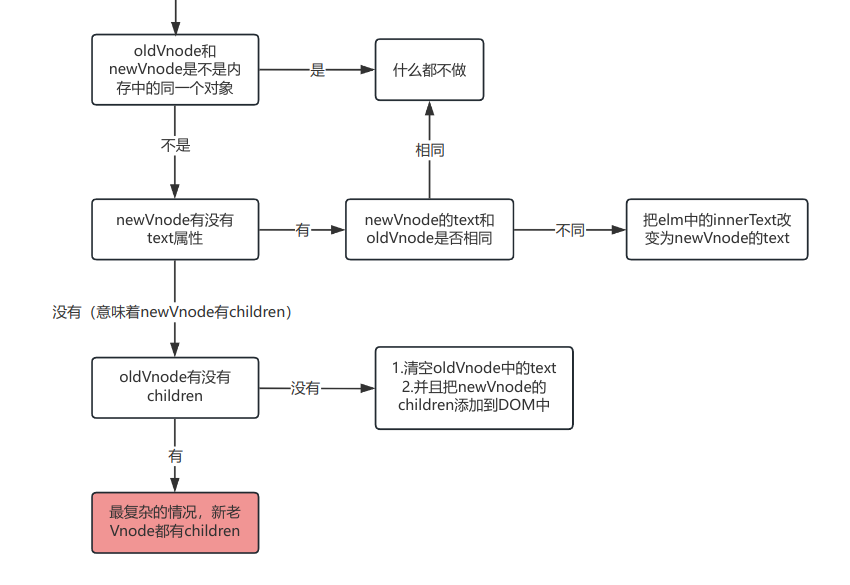 oldVnode和
newVnode是不是内
存中的同一个对象
是
什么都不做
不是
相同
newVnode有没有
text属性
有
newVnode的text和
oldVnode是否相同
不同
把elm中的innerText改
变为newVnode的text
没有（意味着newVnode有children）
oldVnode有没有
children
没有
1.清空oldVnode中的text
2.并且把newVnode的
children添加到DOM中
有
最复杂的情况，新老
Vnode都有children